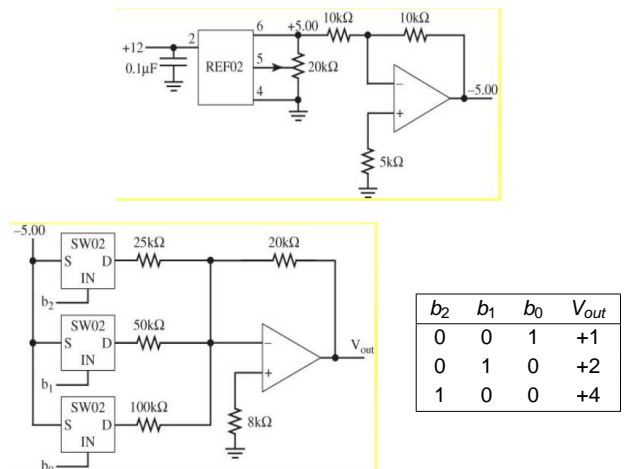 6 +5.00 10kΩ 10kΩ
+12 2
0.1μF REF02 5 20kΩ
4
− −5.00
+
5kΩ
−5.00
SW02 25kΩ 20kΩ
S D
IN
b2
SW02 50kΩ
S D
IN
b1
− Vout
+
SW02 100kΩ
S D
IN
8kΩ
b0
b2 b1 b0 Vout
0 0 1 +1
0 1 0 +2
1 0 0 +4